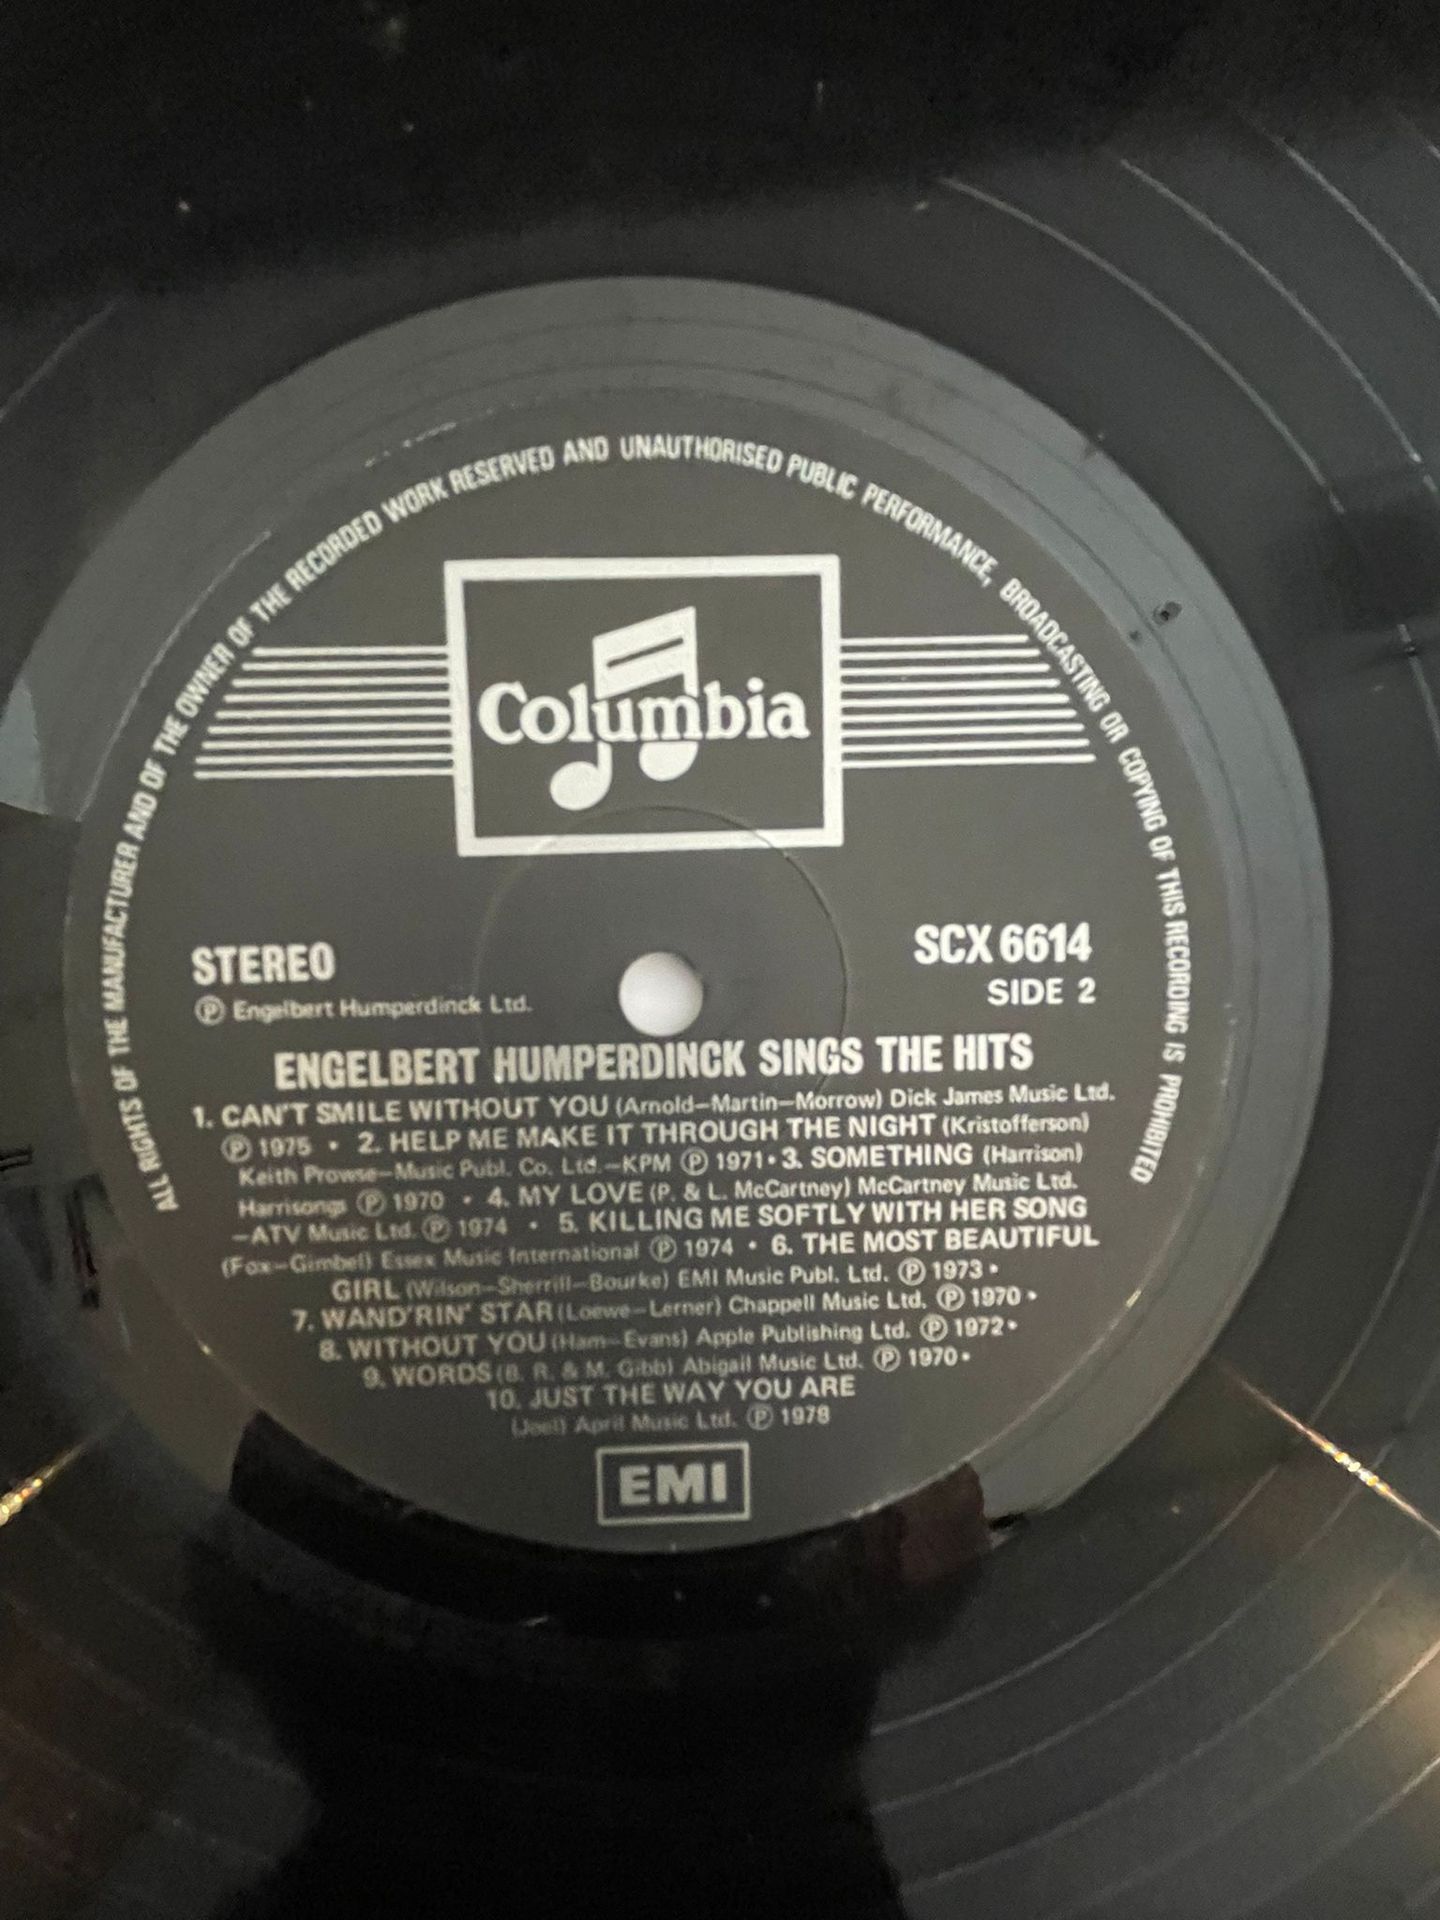 ALL RIGHTS OF THE MANUFACTURER AND OF THE OWNER OF THE RECORDED WORK RESERVED AND UNAUTHORISED PUBLIC PERFORMANCE, BROADCASTING OR COPYING OF THIS RECORDING IS PROHIBITED
Columbia
STEREO
Ⓟ Engelbert Humperdinck Ltd.
SCX 6614
SIDE 2
ENGELBERT HUMPERDINCK SINGS THE HITS
1. CAN'T SMILE WITHOUT YOU (Arnold–Martin–Morrow) Dick James Music Ltd.
Ⓟ 1975 • 2. HELP ME MAKE IT THROUGH THE NIGHT (Kristofferson)
Keith Prowse–Music Publ. Co. Ltd.–KPM Ⓟ 1971 • 3. SOMETHING (Harrison)
Harrisongs Ⓟ 1970 • 4. MY LOVE (P. & L. McCartney) McCartney Music Ltd.
–ATV Music Ltd. Ⓟ 1974 • 5. KILLING ME SOFTLY WITH HER SONG
(Fox–Gimbel) Essex Music International Ⓟ 1974 • 6. THE MOST BEAUTIFUL
GIRL (Wilson–Sherrill–Bourke) EMI Music Publ. Ltd. Ⓟ 1973 •
7. WAND'RIN' STAR (Loewe–Lerner) Chappell Music Ltd. Ⓟ 1970 •
8. WITHOUT YOU (Ham–Evans) Apple Publishing Ltd. Ⓟ 1972 •
9. WORDS (B. R. & M. Gibb) Abigail Music Ltd. Ⓟ 1970 •
10. JUST THE WAY YOU ARE
(Joel) April Music Ltd. Ⓟ 1978
EMI